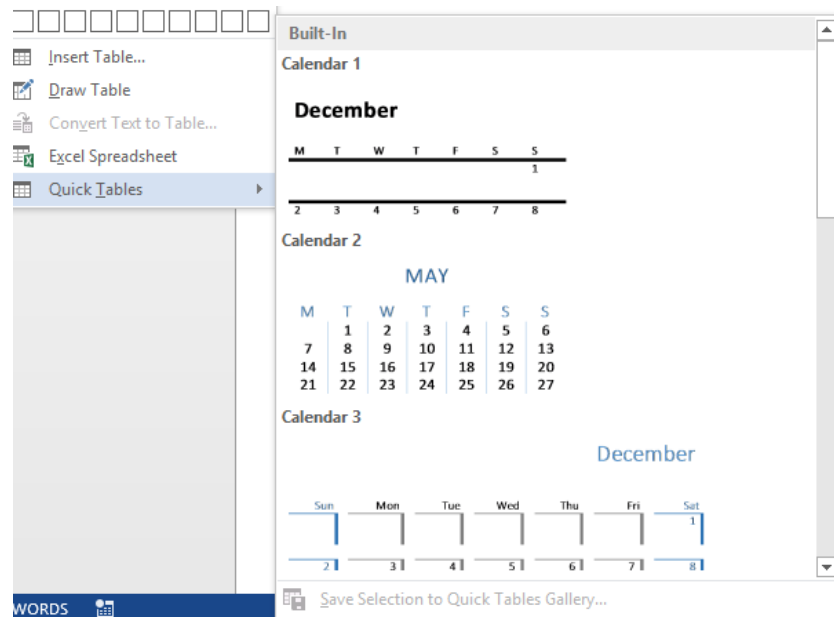 Insert Table...
Draw Table
Convert Text to Table...
Excel Spreadsheet
Quick Tables
WORDS
Built-In
Calendar 1
December
M T W T F S S
1
2 3 4 5 6 7 8
Calendar 2
MAY
M T W T F S S
1 2 3 4 5 6
7 8 9 10 11 12 13
14 15 16 17 18 19 20
21 22 23 24 25 26 27
Calendar 3
December
Sun Mon Tue Wed Thu Fri Sat
1
2 3 4 5 6 7 8
Save Selection to Quick Tables Gallery...